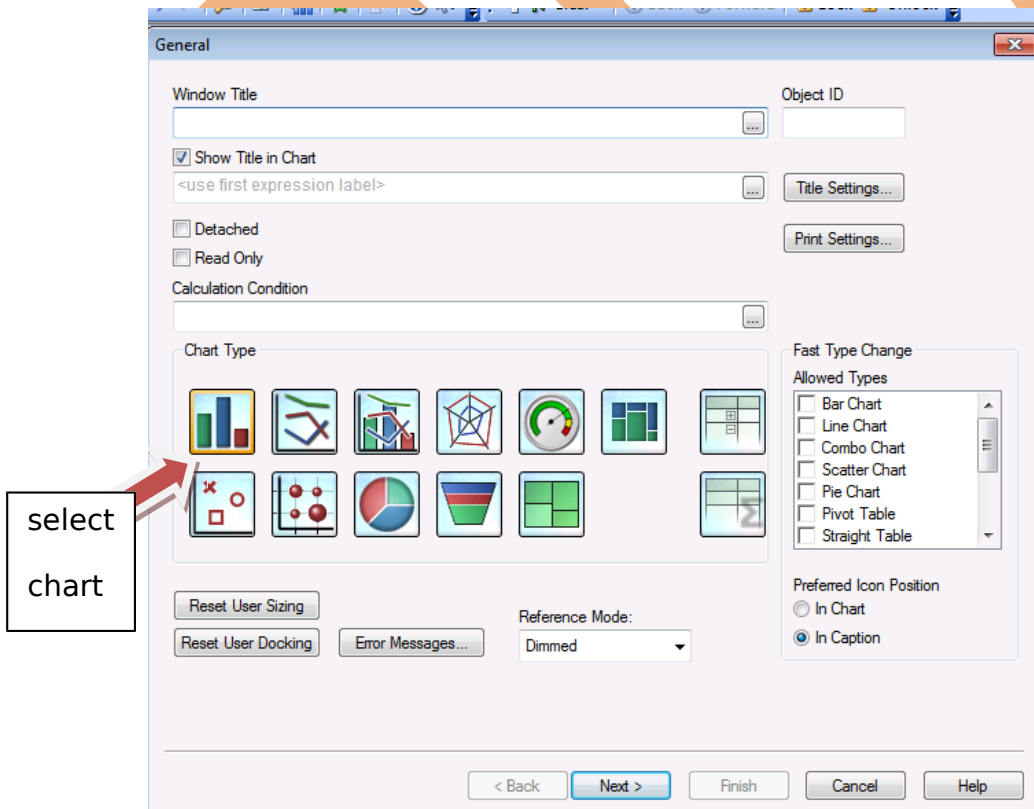 General
Window Title
Object ID
...
Show Title in Chart
<use first expression label>
...
Title Settings...
Detached
Print Settings...
Read Only
Calculation Condition
...
Chart Type
Fast Type Change
Allowed Types
Bar Chart
Line Chart
Combo Chart
Scatter Chart
Pie Chart
Pivot Table
Straight Table
select
chart
Preferred Icon Position
In Chart
In Caption
Reset User Sizing
Reference Mode:
Reset User Docking
Error Messages...
Dimmed
< Back
Next >
Finish
Cancel
Help